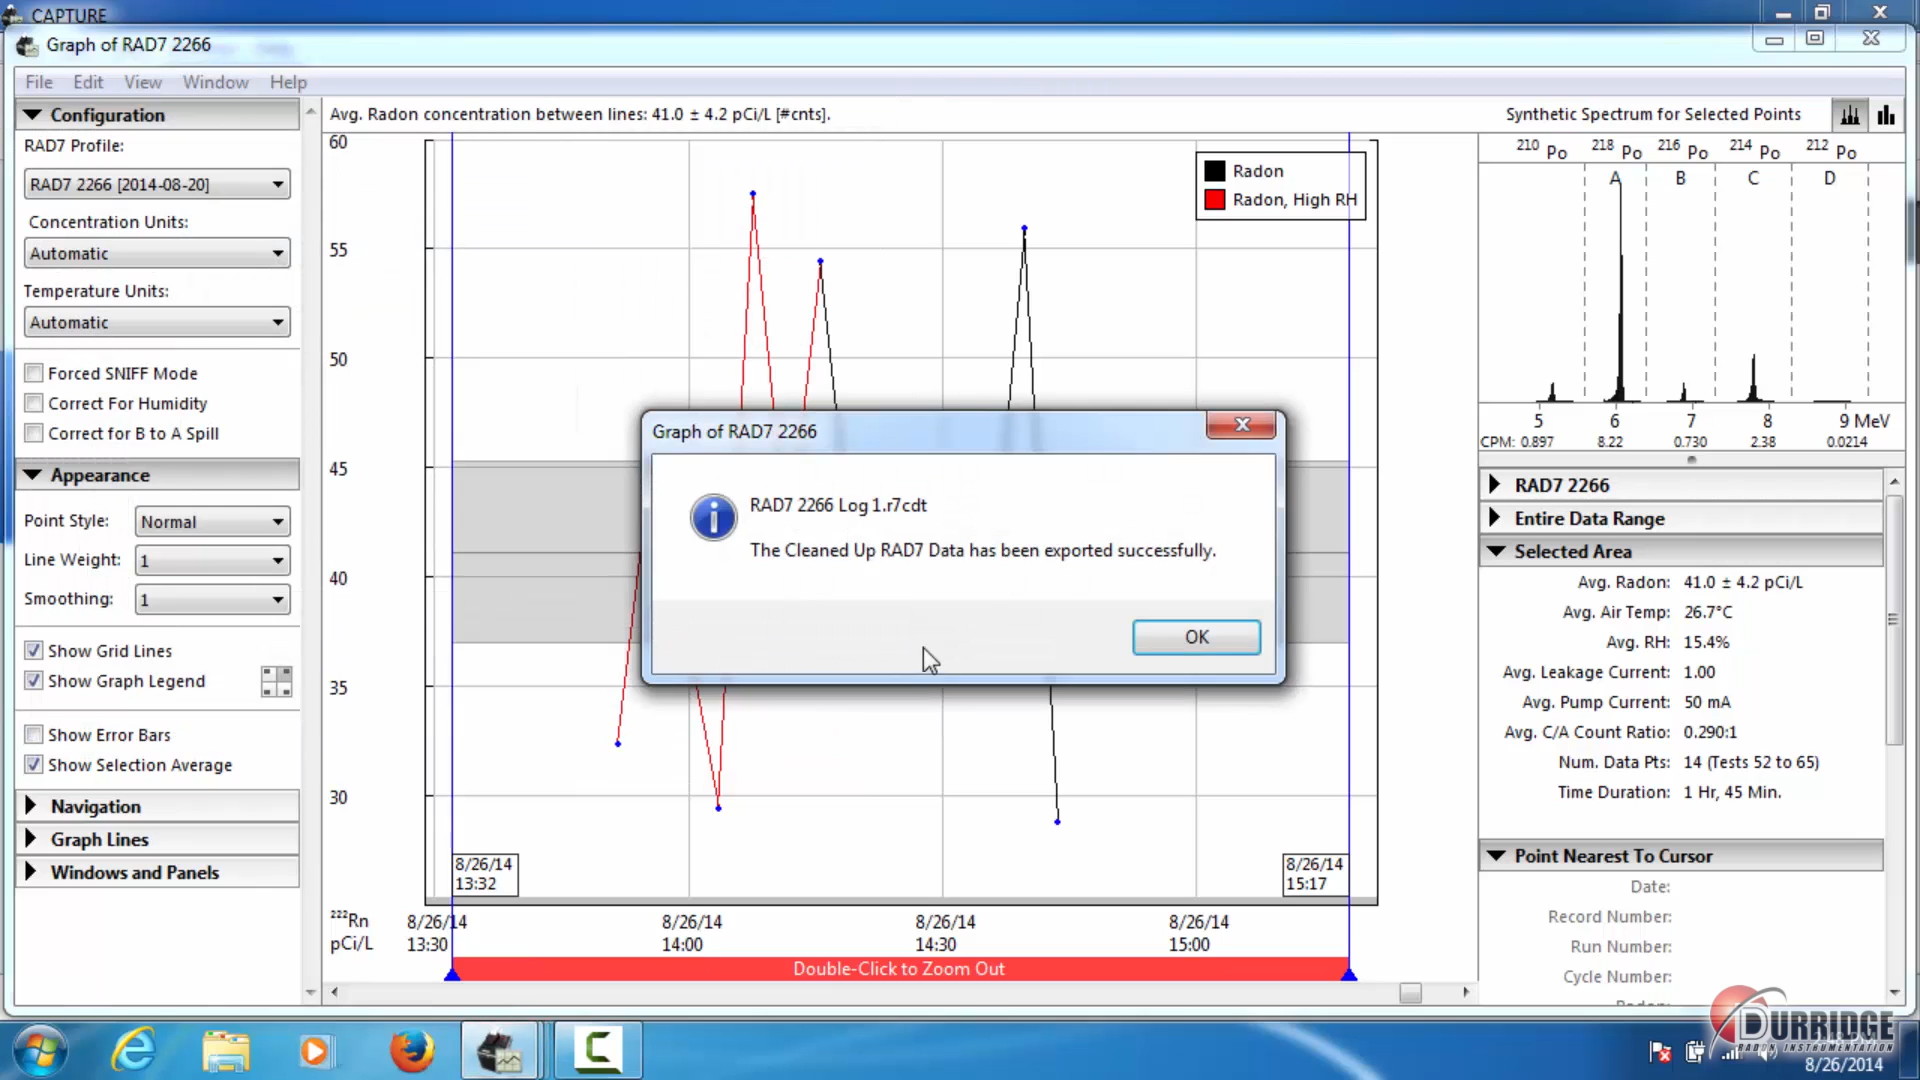 CAPTURE
Graph of RAD7 2266
File Edit View Window Help
Configuration
RAD7 Profile:
RAD7 2266 [2014-08-20]
Concentration Units:
Automatic
Temperature Units:
Automatic
Forced SNIFF Mode
Correct For Humidity
Correct for B to A Spill
Appearance
Point Style: Normal
Line Weight: 1
Smoothing: 1
Show Grid Lines
Show Graph Legend
Show Error Bars
Show Selection Average
Navigation
Graph Lines
Windows and Panels
Avg. Radon concentration between lines: 41.0 ± 4.2 pCi/L [#cnts].
60
55
50
45
40
35
30
Radon
Radon, High RH
8/26/14
13:32
8/26/14
15:17
²²²Rn
pCi/L
8/26/14
13:30
8/26/14
14:00
8/26/14
14:30
8/26/14
15:00
Double-Click to Zoom Out
Graph of RAD7 2266
RAD7 2266 Log 1.r7cdt
The Cleaned Up RAD7 Data has been exported successfully.
OK
Synthetic Spectrum for Selected Points
²¹⁰Po ²¹⁸Po ²¹⁶Po ²¹⁴Po ²¹²Po
A B C D
5 6 7 8 9 MeV
CPM: 0.897 8.22 0.730 2.38 0.0214
RAD7 2266
Entire Data Range
Selected Area
Avg. Radon: 41.0 ± 4.2 pCi/L
Avg. Air Temp: 26.7°C
Avg. RH: 15.4%
Avg. Leakage Current: 1.00
Avg. Pump Current: 50 mA
Avg. C/A Count Ratio: 0.290:1
Num. Data Pts: 14 (Tests 52 to 65)
Time Duration: 1 Hr, 45 Min.
Point Nearest To Cursor
Date:
Record Number:
Run Number:
Cycle Number:
DURRIDGE
RADON INSTRUMENTATION
8/26/2014